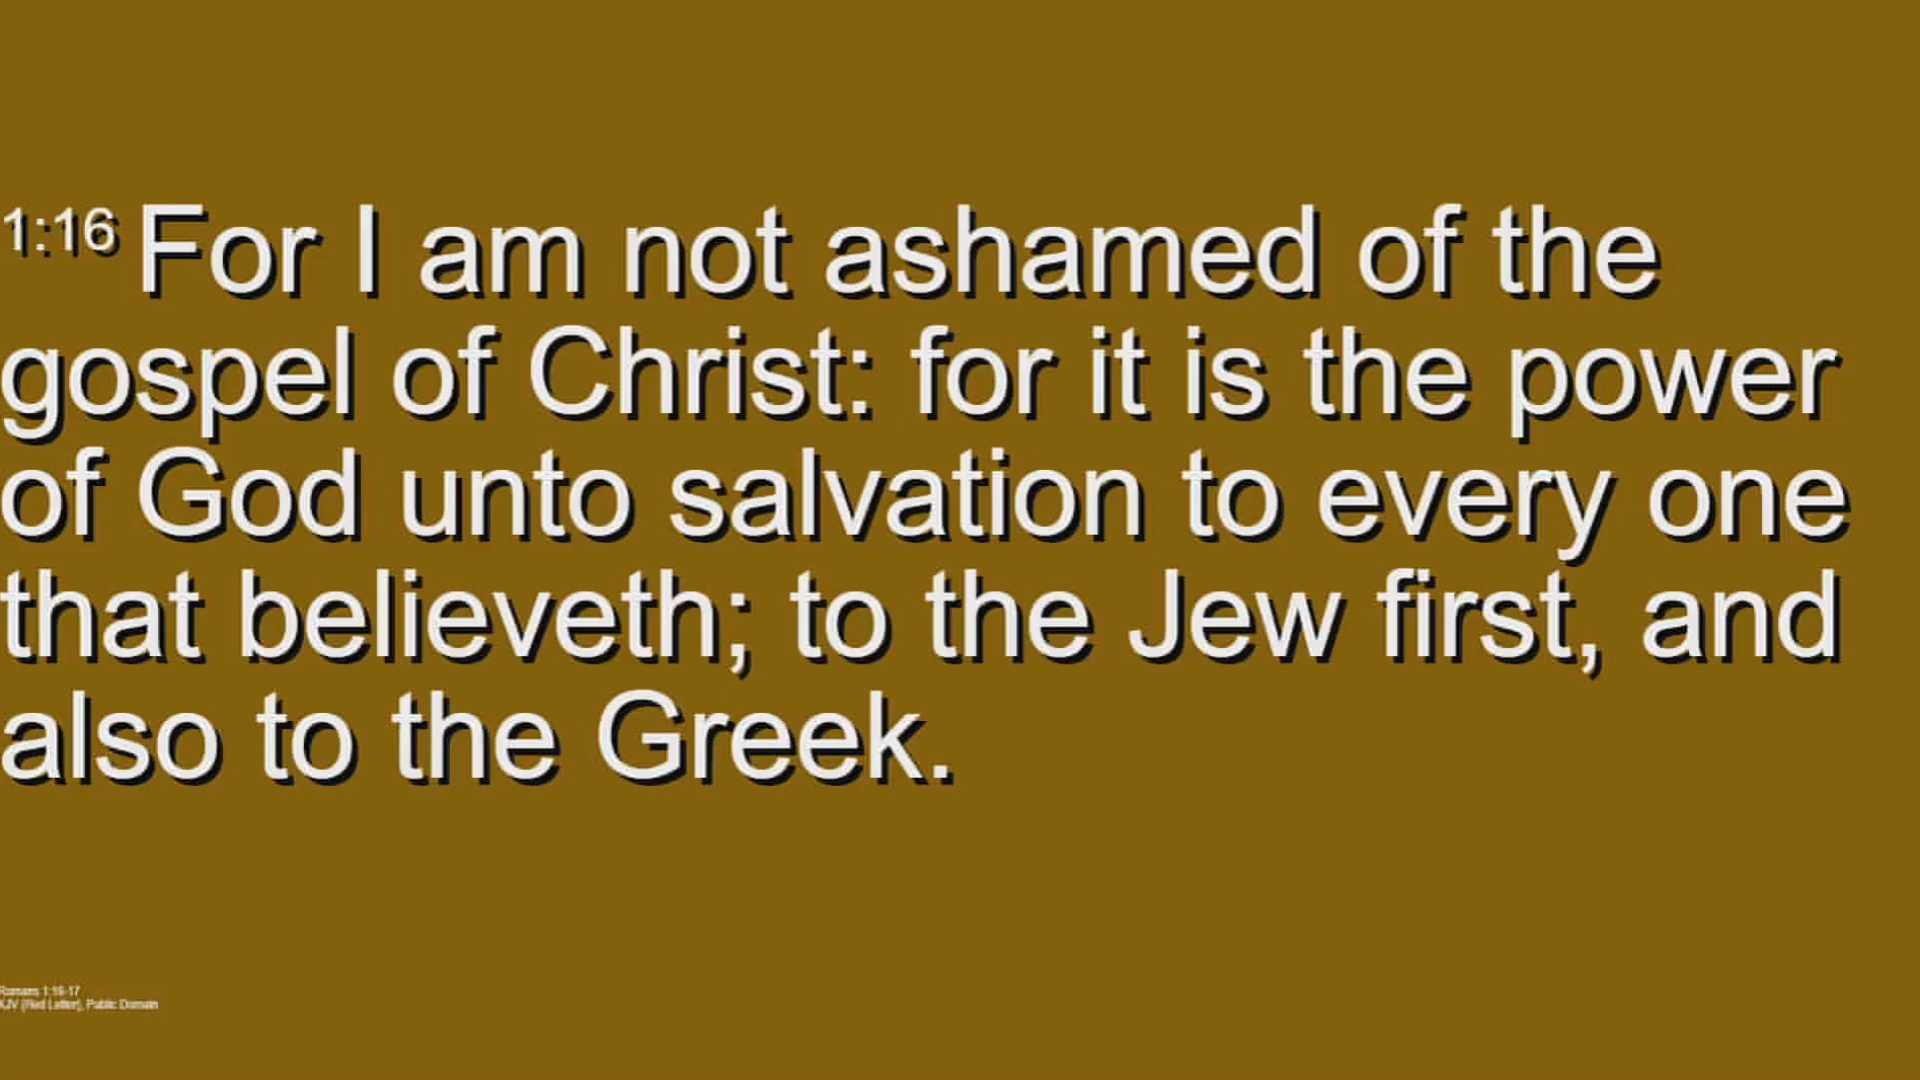 1:16 For I am not ashamed of the
gospel of Christ: for it is the power
of God unto salvation to every one
that believeth; to the Jew first, and
also to the Greek.
Romans 1:16-17
KJV (Red Letter), Public Domain